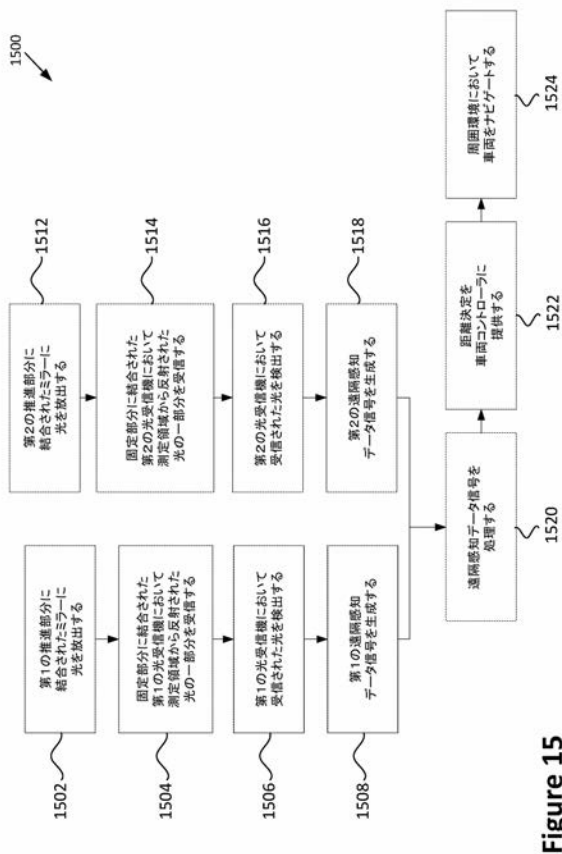 1500
1502
第1の推進部分に
結合されたミラーに
光を放出する
1504
固定部分に結合された
第1の光受信機において
測定領域から反射された
光の一部分を受信する
1506
第1の光受信機において
受信された光を検出する
1508
第1の遠隔感知
データ信号を生成する
第2の推進部分に
結合されたミラーに
光を放出する
1512
固定部分に結合された
第2の光受信機において
測定領域から反射された
光の一部分を受信する
1514
第2の光受信機において
受信された光を検出する
1516
第2の遠隔感知
データ信号を生成する
1518
遠隔感知データ信号を
処理する
1520
距離決定を
車両コントローラに
提供する
1522
周囲環境において
車両をナビゲートする
1524
Figure 15